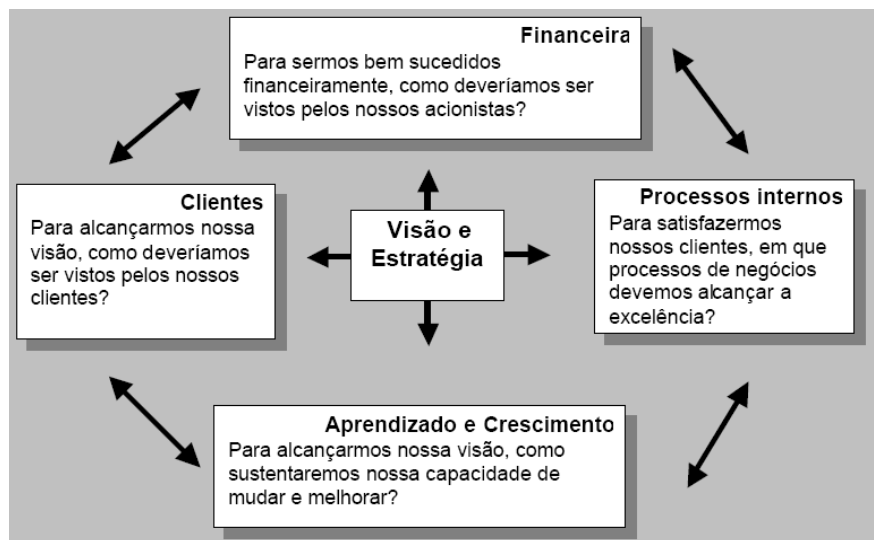 Financeira
Para sermos bem sucedidos
financeiramente, como deveríamos ser
vistos pelos nossos acionistas?
Clientes
Para alcançarmos nossa
visão, como deveríamos
ser vistos pelos nossos
clientes?
Visão e
Estratégia
Processos internos
Para satisfazermos
nossos clientes, em que
processos de negócios
devemos alcançar a
excelência?
Aprendizado e Crescimento
Para alcançarmos nossa visão, como
sustentaremos nossa capacidade de
mudar e melhorar?